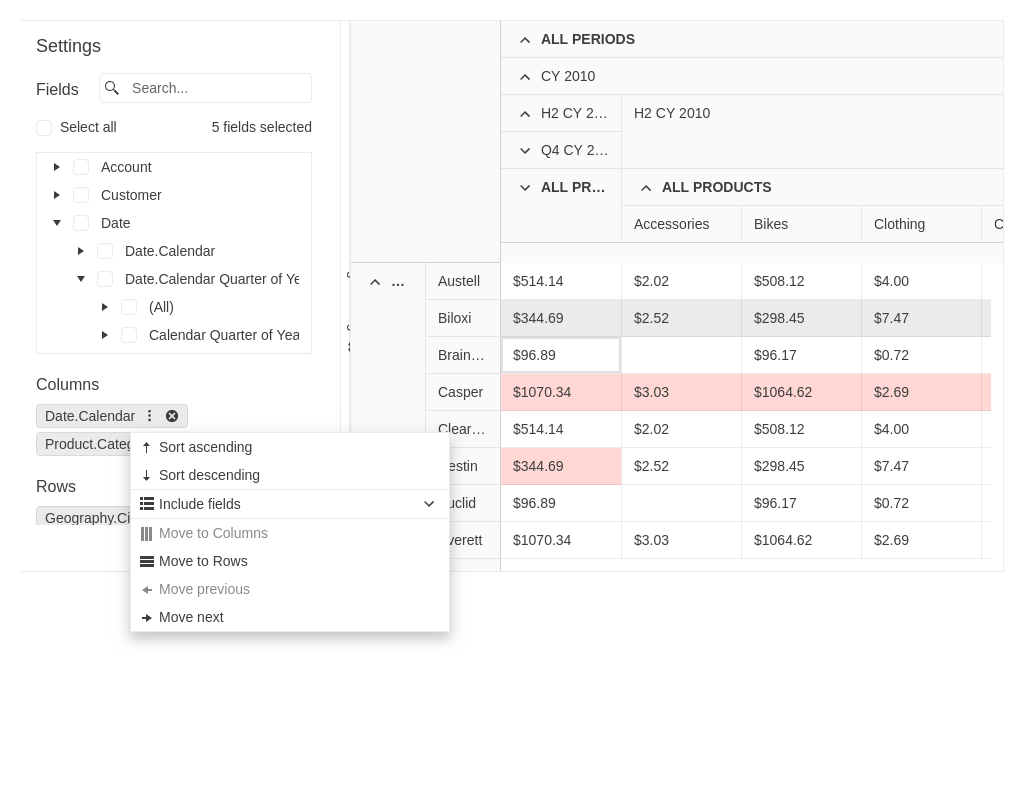 Settings
Fields
Search...
Select all
5 fields selected
Account
Customer
Date
Date.Calendar
Date.Calendar Quarter of Ye
(All)
Calendar Quarter of Yea
Columns
Date.Calendar
Product.Categ
Rows
Geography.Ci
Sort ascending
Sort descending
Include fields
Move to Columns
Move to Rows
Move previous
Move next
ALL PERIODS
CY 2010
H2 CY 2… H2 CY 2010
Q4 CY 2…
ALL PR… ALL PRODUCTS
Accessories Bikes Clothing C
… Austell $514.14 $2.02 $508.12 $4.00
Biloxi $344.69 $2.52 $298.45 $7.47
Brain… $96.89 $96.17 $0.72
Casper $1070.34 $3.03 $1064.62 $2.69
Clear… $514.14 $2.02 $508.12 $4.00
estin $344.69 $2.52 $298.45 $7.47
uclid $96.89 $96.17 $0.72
verett $1070.34 $3.03 $1064.62 $2.69